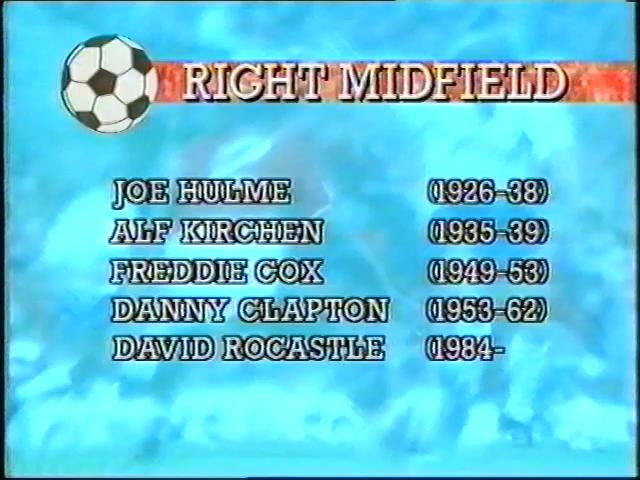 RIGHT MIDFIELD
JOE HULME (1926-38)
ALF KIRCHEN (1935-39)
FREDDIE COX (1949-53)
DANNY CLAPTON (1953-62)
DAVID ROCASTLE (1984-